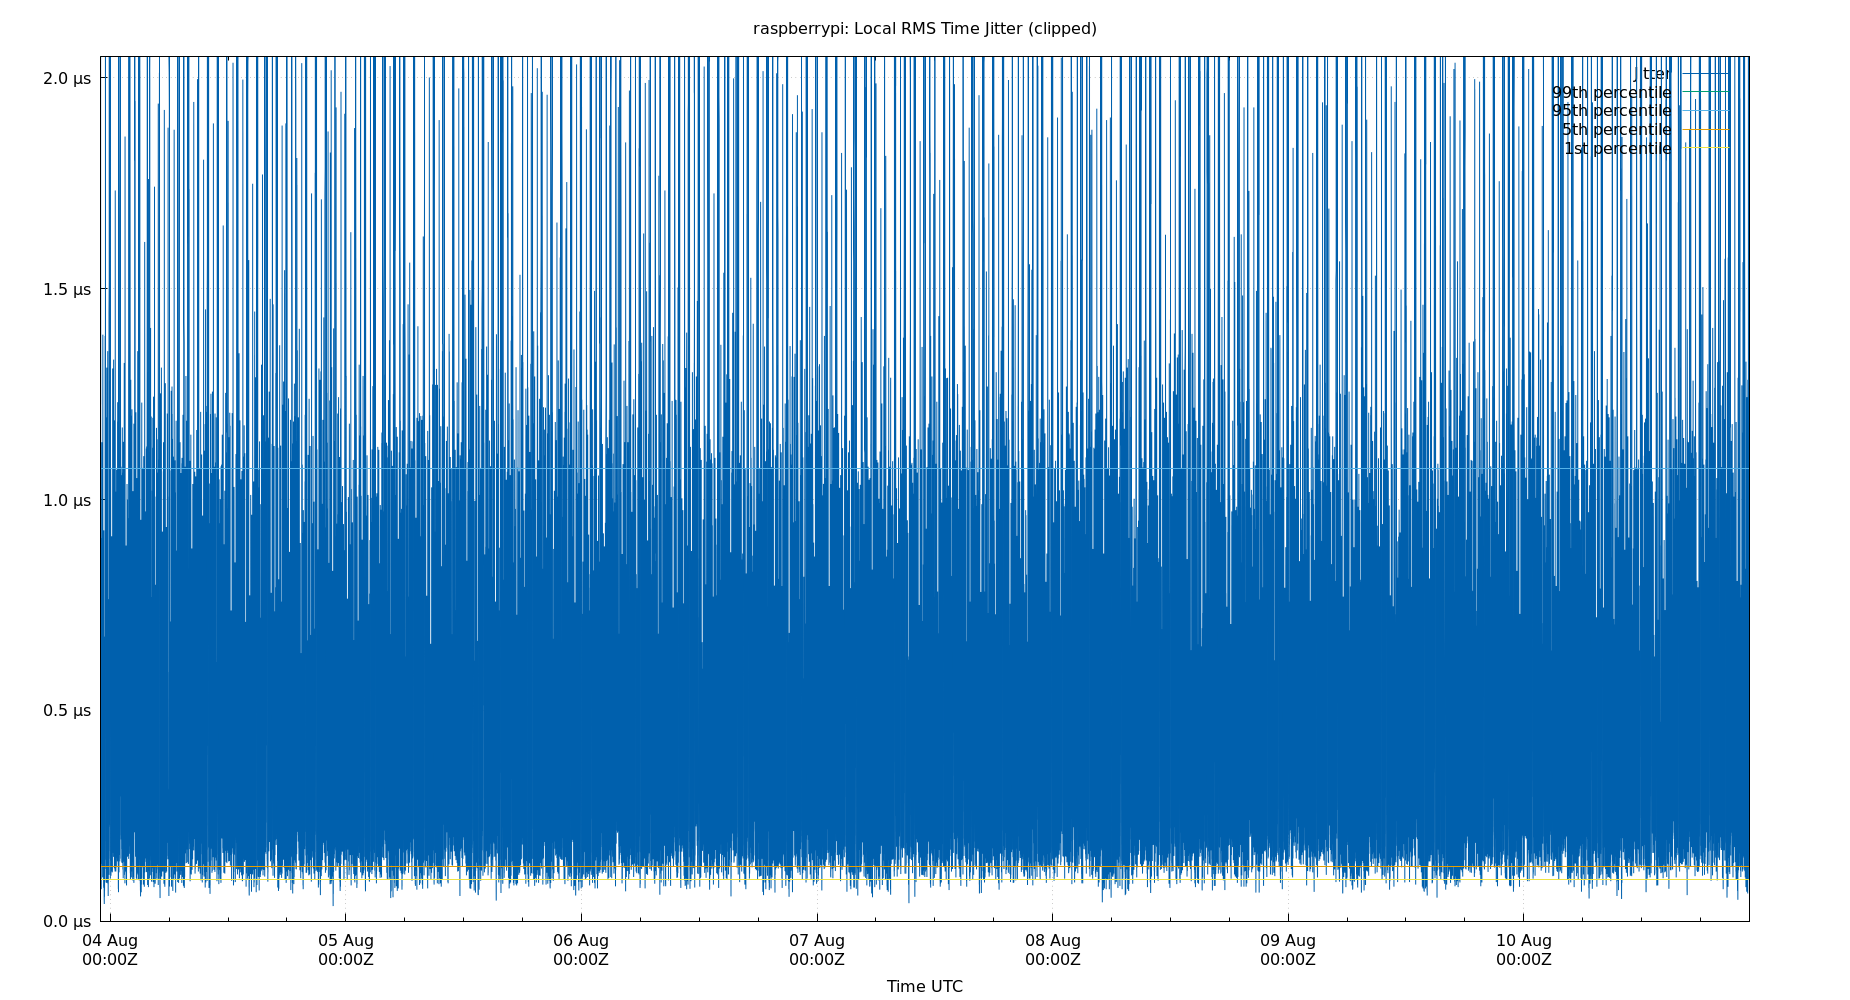 raspberrypi: Local RMS Time Jitter (clipped)
2.0 µs
1.5 µs
1.0 µs
0.5 µs
0.0 µs
jitter
99th percentile
95th percentile
5th percentile
1st percentile
04 Aug
00:00Z
05 Aug
00:00Z
06 Aug
00:00Z
07 Aug
00:00Z
08 Aug
00:00Z
09 Aug
00:00Z
10 Aug
00:00Z
Time UTC